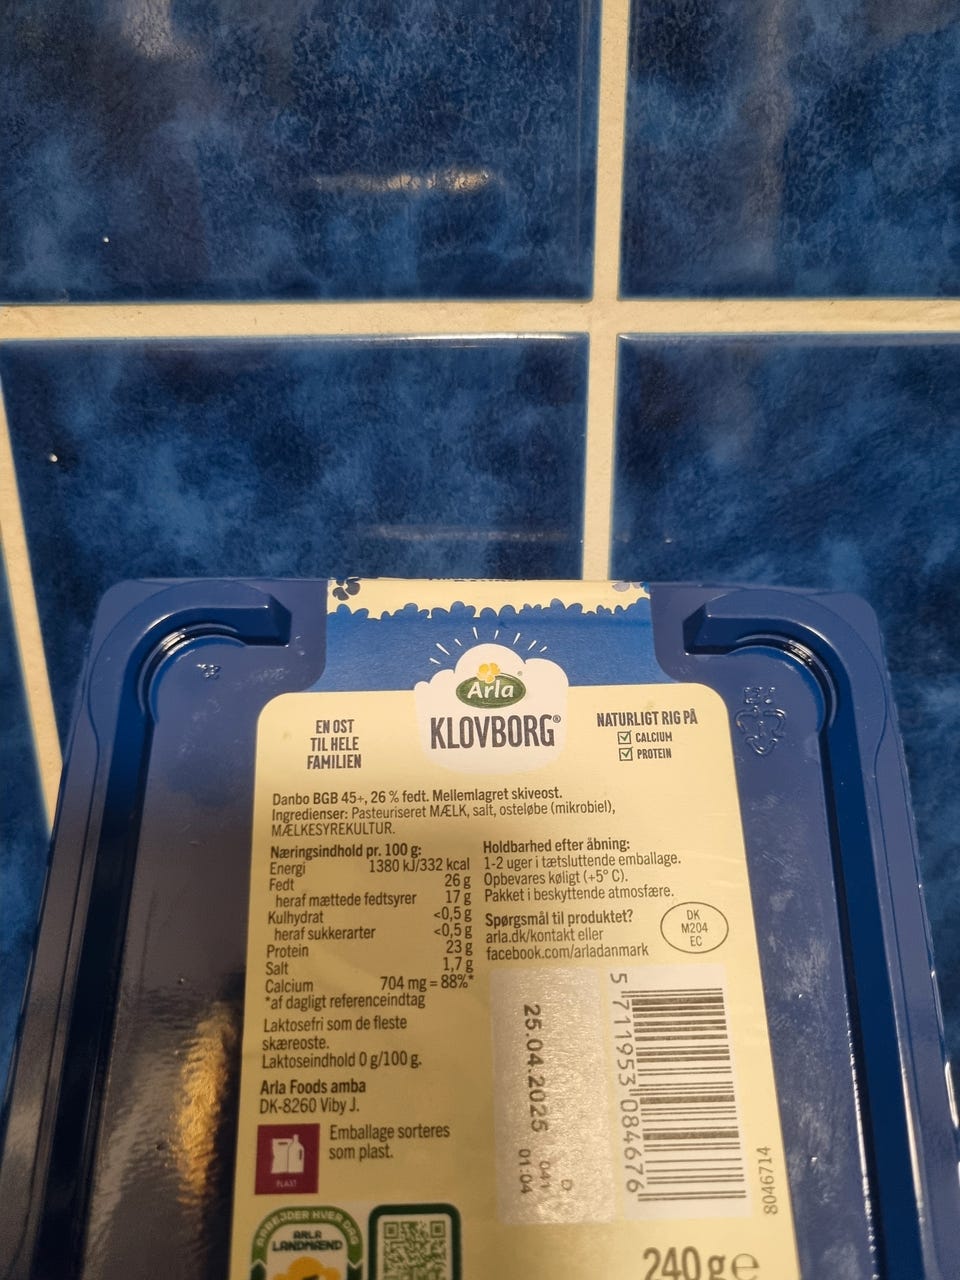 Arla
KLOVBORG®
EN OST
TIL HELE
FAMILIEN
NATURLIGT RIG PÅ
CALCIUM
PROTEIN
Danbo BGB 45+, 26 % fedt. Mellemlagret skiveost.
Ingredienser: Pasteuriseret MÆLK, salt, osteløbe (mikrobiel),
MÆLKESYREKULTUR.
Næringsindhold pr. 100 g:
Energi 1380 kJ/332 kcal
Fedt 26 g
heraf mættede fedtsyrer 17 g
Kulhydrat <0,5 g
heraf sukkerarter <0,5 g
Protein 23 g
Salt 1,7 g
Calcium 704 mg = 88%*
*af dagligt referenceindtag
Laktosefri som de fleste
skæreoste.
Laktoseindhold 0 g/100 g.
Arla Foods amba
DK-8260 Viby J.
Emballage sorteres
som plast.
PLAST
Holdbarhed efter åbning:
1-2 uger i tætsluttende emballage.
Opbevares køligt (+5° C).
Pakket i beskyttende atmosfære.
Spørgsmål til produktet?
arla.dk/kontakt eller
facebook.com/arladanmark
DK
M204
EC
25.04.2025
D
041
01:04
5 711953 084676
8046714
ARBEJDER HVER DAG
ARLA
LANDMÆND
240 g e